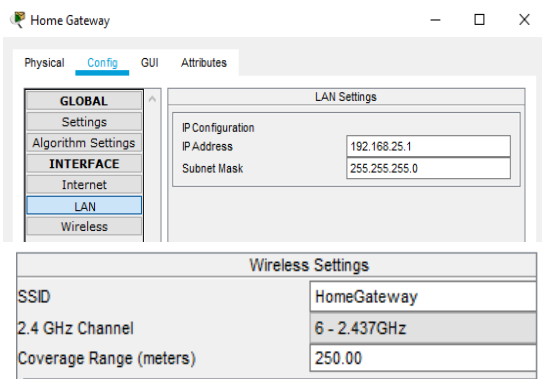 Home Gateway
Physical Config GUI Attributes
GLOBAL
Settings
Algorithm Settings
INTERFACE
Internet
LAN
Wireless
LAN Settings
IP Configuration
IP Address 192.168.25.1
Subnet Mask 255.255.255.0
Wireless Settings
SSID HomeGateway
2.4 GHz Channel 6 - 2.437GHz
Coverage Range (meters) 250.00